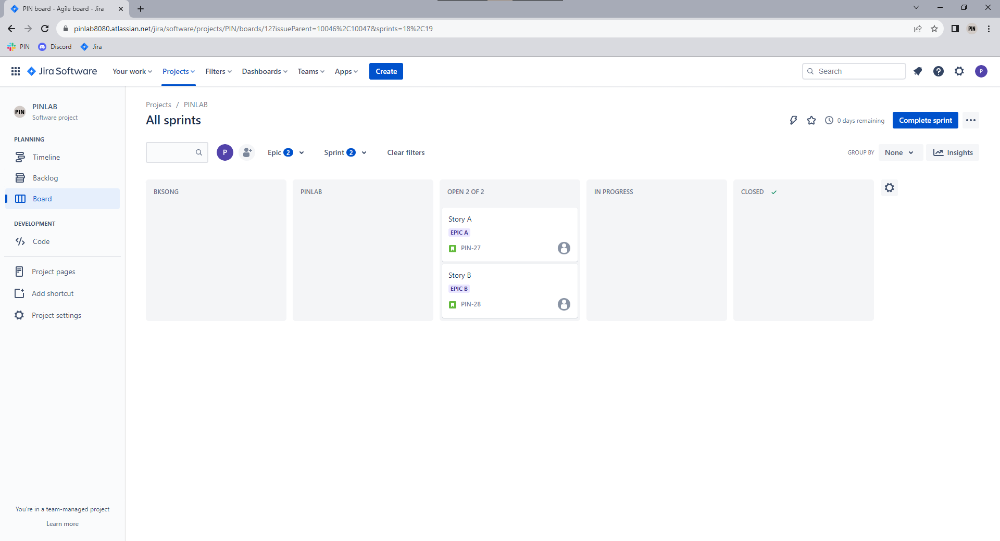 PIN board - Agile board - Jira
pinlab8080.atlassian.net/jira/software/projects/PIN/boards/12?issueParent=10046%2C10047&sprints=18%2C19
PIN
PIN Discord Jira
Jira Software Your work Projects Filters Dashboards Teams Apps Create Search P
PIN
PINLAB
Software project
PLANNING
Timeline
Backlog
Board
DEVELOPMENT
Code
Project pages
Add shortcut
Project settings
You're in a team-managed project
Learn more
Projects / PINLAB
All sprints
0 days remaining Complete sprint
P Epic 2 Sprint 2 Clear filters GROUP BY None Insights
BKSONG PINLAB OPEN 2 OF 2 IN PROGRESS CLOSED
Story A
EPIC A
PIN-27
Story B
EPIC B
PIN-28